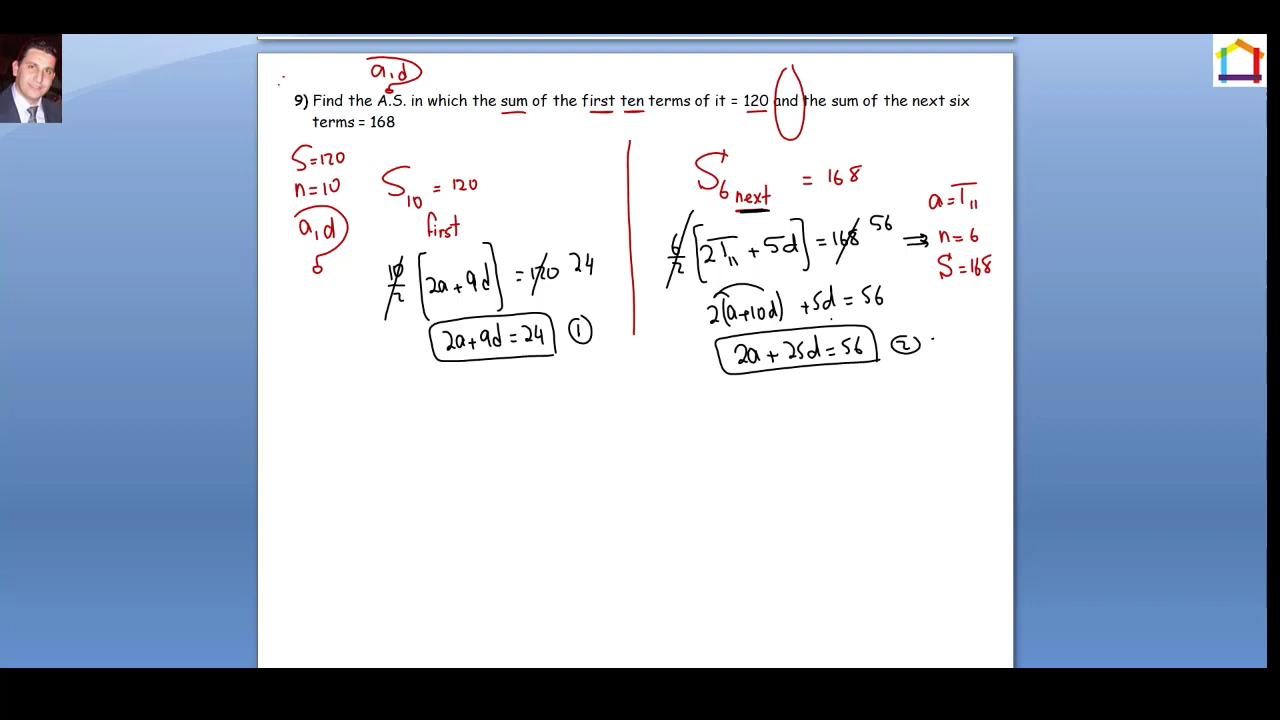 a,d
9) Find the A.S. in which the sum of the first ten terms of it = 120 and the sum of the next six
terms = 168
S=120
n=10
a,d
S10 = 120
first
10/2 [2a+9d] = 120 24
2a+9d=24 ①
S6 next = 168
6/2 [2T11 + 5d] = 168 56 ⇒
2(a+10d) + 5d = 56
2a + 25d = 56 ②
a = T11
n = 6
S = 168